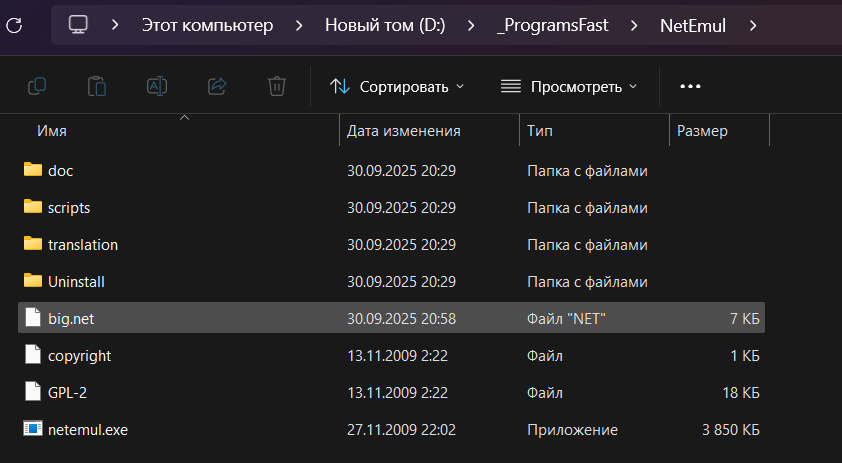 Этот компьютер > Новый том (D:) > _ProgramsFast > NetEmul >
Сортировать Просмотреть
Имя Дата изменения Тип Размер
doc 30.09.2025 20:29 Папка с файлами
scripts 30.09.2025 20:29 Папка с файлами
translation 30.09.2025 20:29 Папка с файлами
Uninstall 30.09.2025 20:29 Папка с файлами
big.net 30.09.2025 20:58 Файл "NET" 7 КБ
copyright 13.11.2009 2:22 Файл 1 КБ
GPL-2 13.11.2009 2:22 Файл 18 КБ
netemul.exe 27.11.2009 22:02 Приложение 3 850 КБ